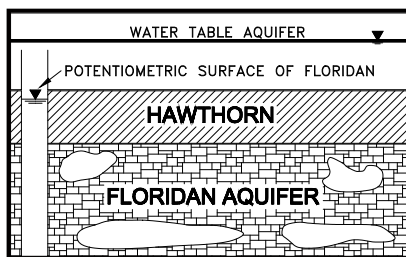 WATER TABLE AQUIFER
POTENTIOMETRIC SURFACE OF FLORIDAN
HAWTHORN
FLORIDAN AQUIFER